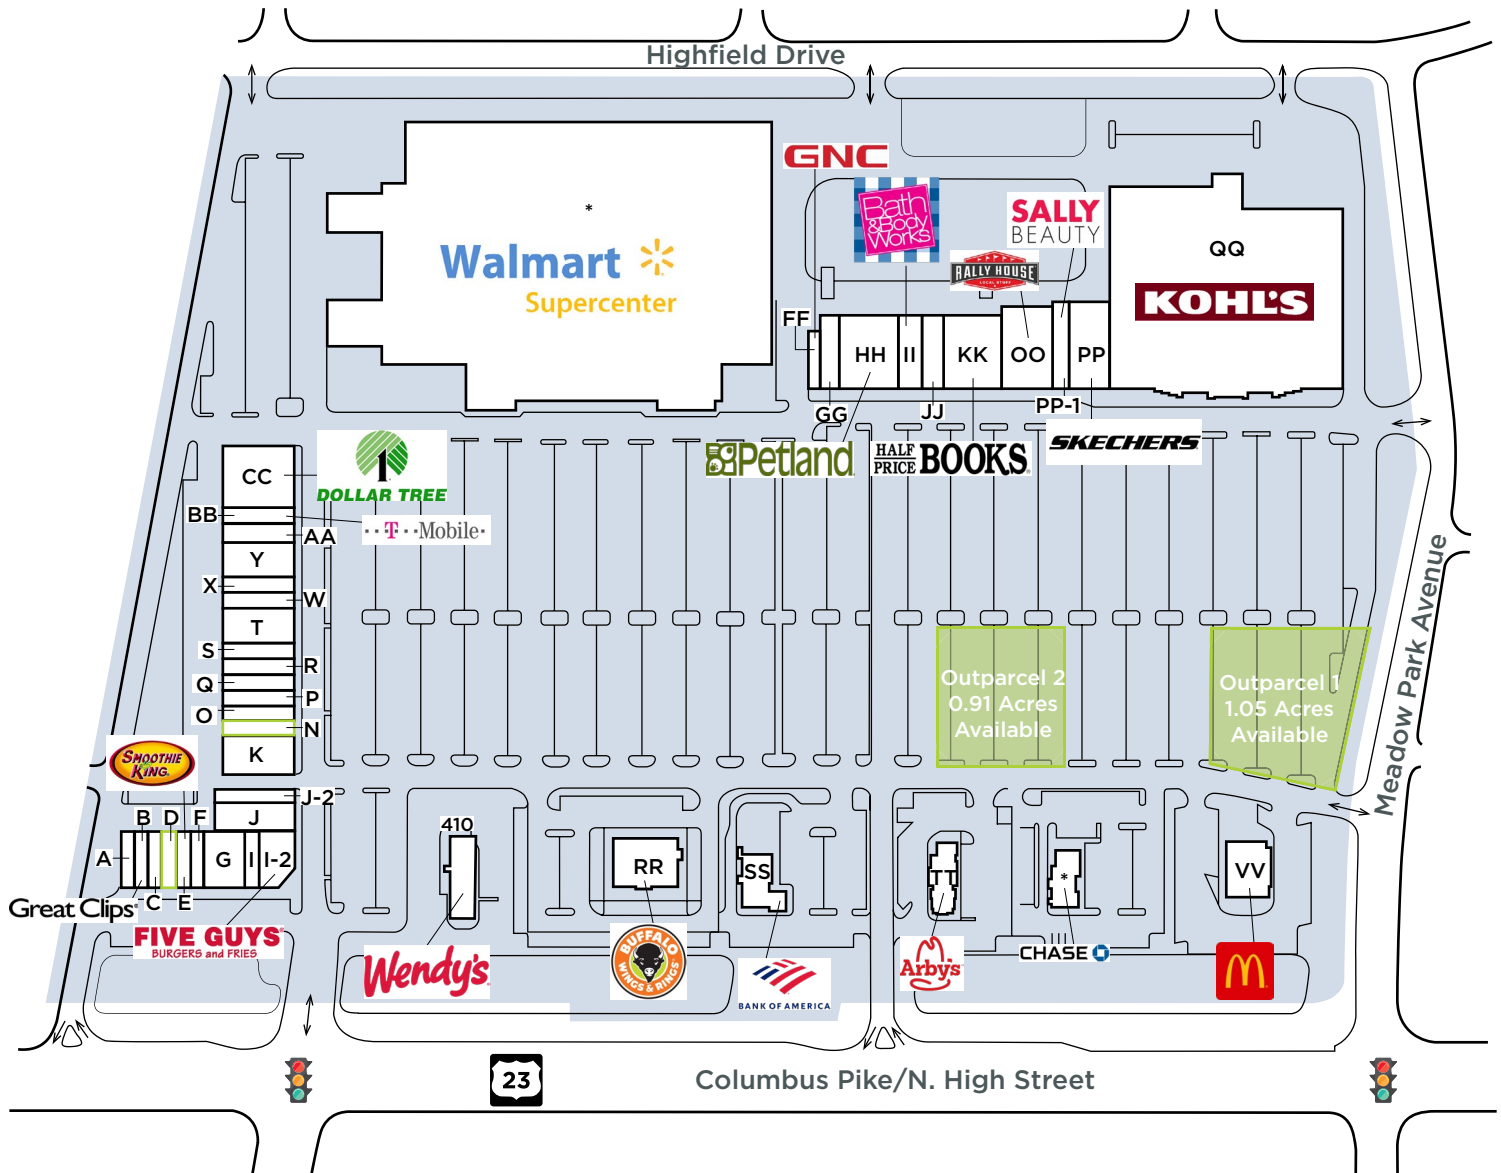 Highfield Drive
GNC
Bath
& Body
Works
SALLY
BEAUTY
RALLY HOUSE
LOCAL STUFF
*
Walmart
Supercenter
QQ
KOHL'S
FF
HH
II
KK
OO
PP
GG
JJ
PP-1
Petland
HALF
PRICE
BOOKS
SKECHERS
CC
1
DOLLAR TREE
BB
T··Mobile·
AA
Y
X
W
T
S
R
Q
P
O
N
K
Outparcel 2
0.91 Acres
Available
Outparcel 1
1.05 Acres
Available
Meadow Park Avenue
SMOOTHIE
KING
J-2
J
B
D
F
A
G
I
I-2
C
E
Great Clips
FIVE GUYS
BURGERS and FRIES
410
Wendy's
RR
BUFFALO
WINGS & RINGS
SS
BANK OF AMERICA
TT
Arby's
*
CHASE
VV
M
23
Columbus Pike/N. High Street